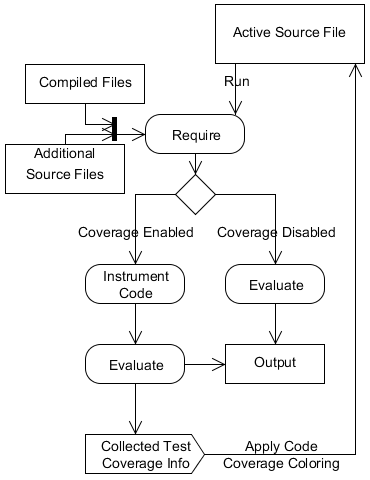 Active Source File
Compiled Files
Run
Require
Additional
Source Files
Coverage Enabled
Coverage Disabled
Instrument
Code
Evaluate
Evaluate
Output
Collected Test
Coverage Info
Apply Code
Coverage Coloring